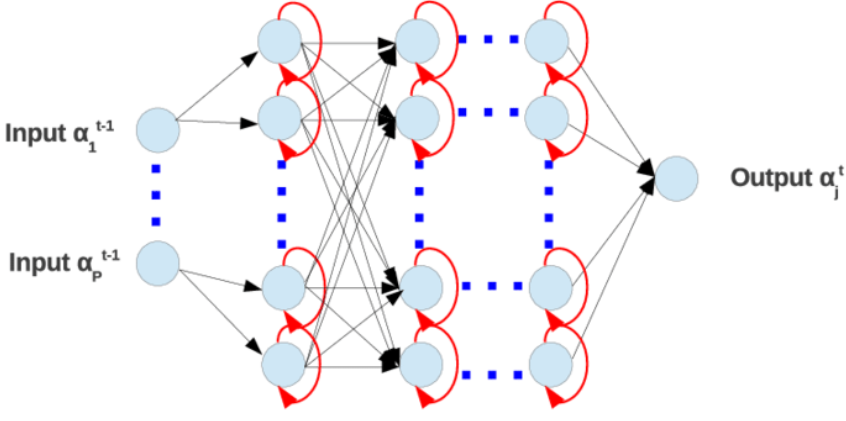 Input α₁ᵗ⁻¹
Input αₚᵗ⁻¹
Output αⱼᵗ